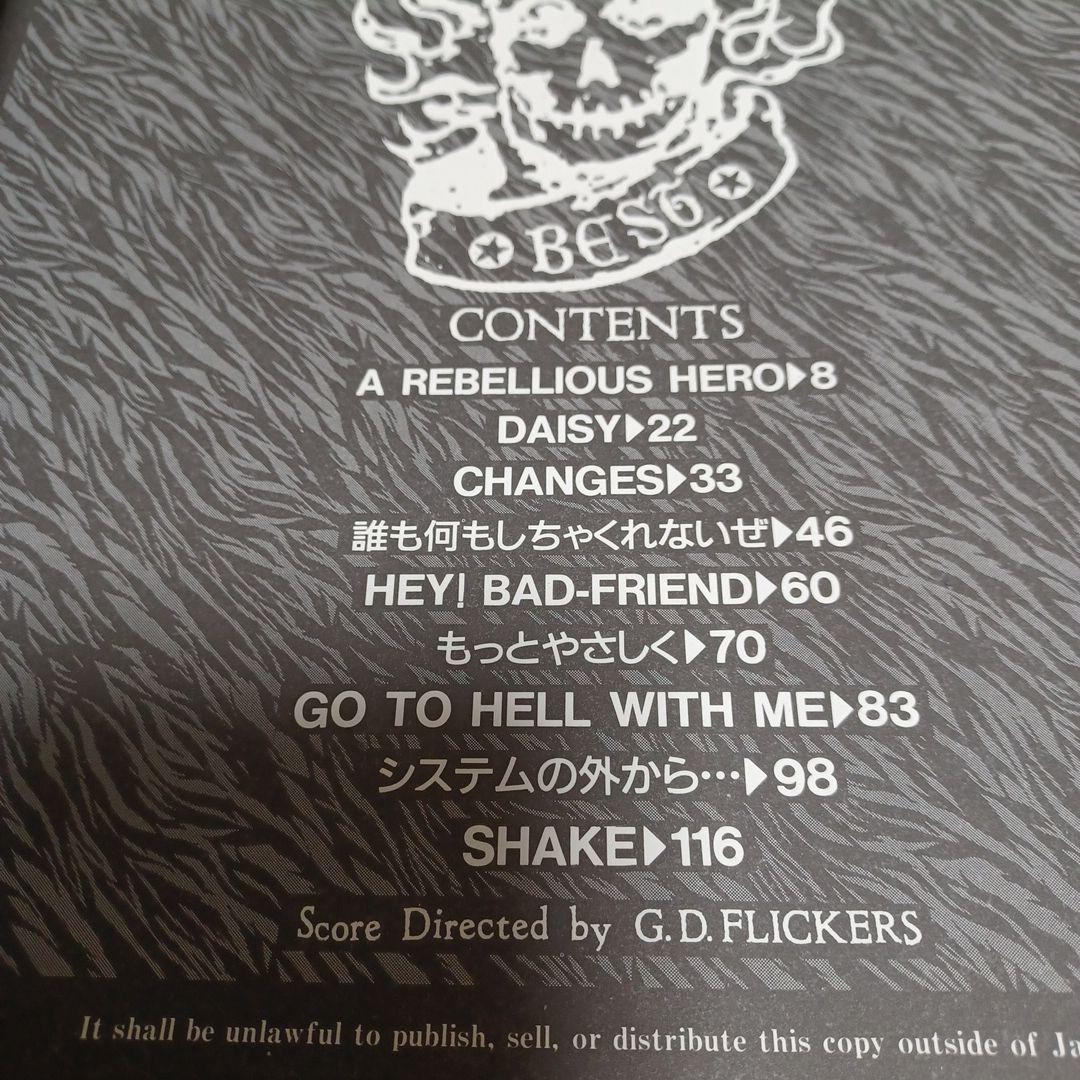 BEST
CONTENTS
A REBELLIOUS HERO▶8
DAISY▶22
CHANGES▶33
誰も何もしちゃくれないぜ▶46
HEY! BAD-FRIEND▶60
もっとやさしく▶70
GO TO HELL WITH ME▶83
システムの外から…▶98
SHAKE▶116
Score Directed by G.D.FLICKERS
It shall be unlawful to publish, sell, or distribute this copy outside of Ja